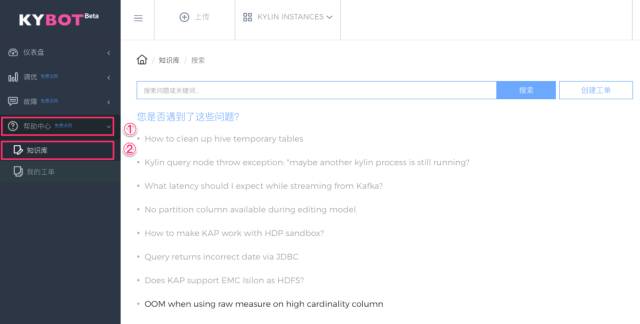 KYBOT Beta
上传
KYLIN INSTANCES
仪表盘
调优 免费试用
故障 免费试用
帮助中心 免费试用
①
知识库
②
我的工单
/ 知识库 / 搜索
搜索问题或关键词...
搜索
创建工单
您是否遇到了这些问题?
How to clean up hive temporary tables
Kylin query node throw exception: "maybe another kylin process is still running?
What latency should I expect while streaming from Kafka?
No partition column available during editing model
How to make KAP work with HDP sandbox?
Query returns incorrect date via JDBC
Does KAP support EMC Isilon as HDFS?
OOM when using raw measure on high cardinality column